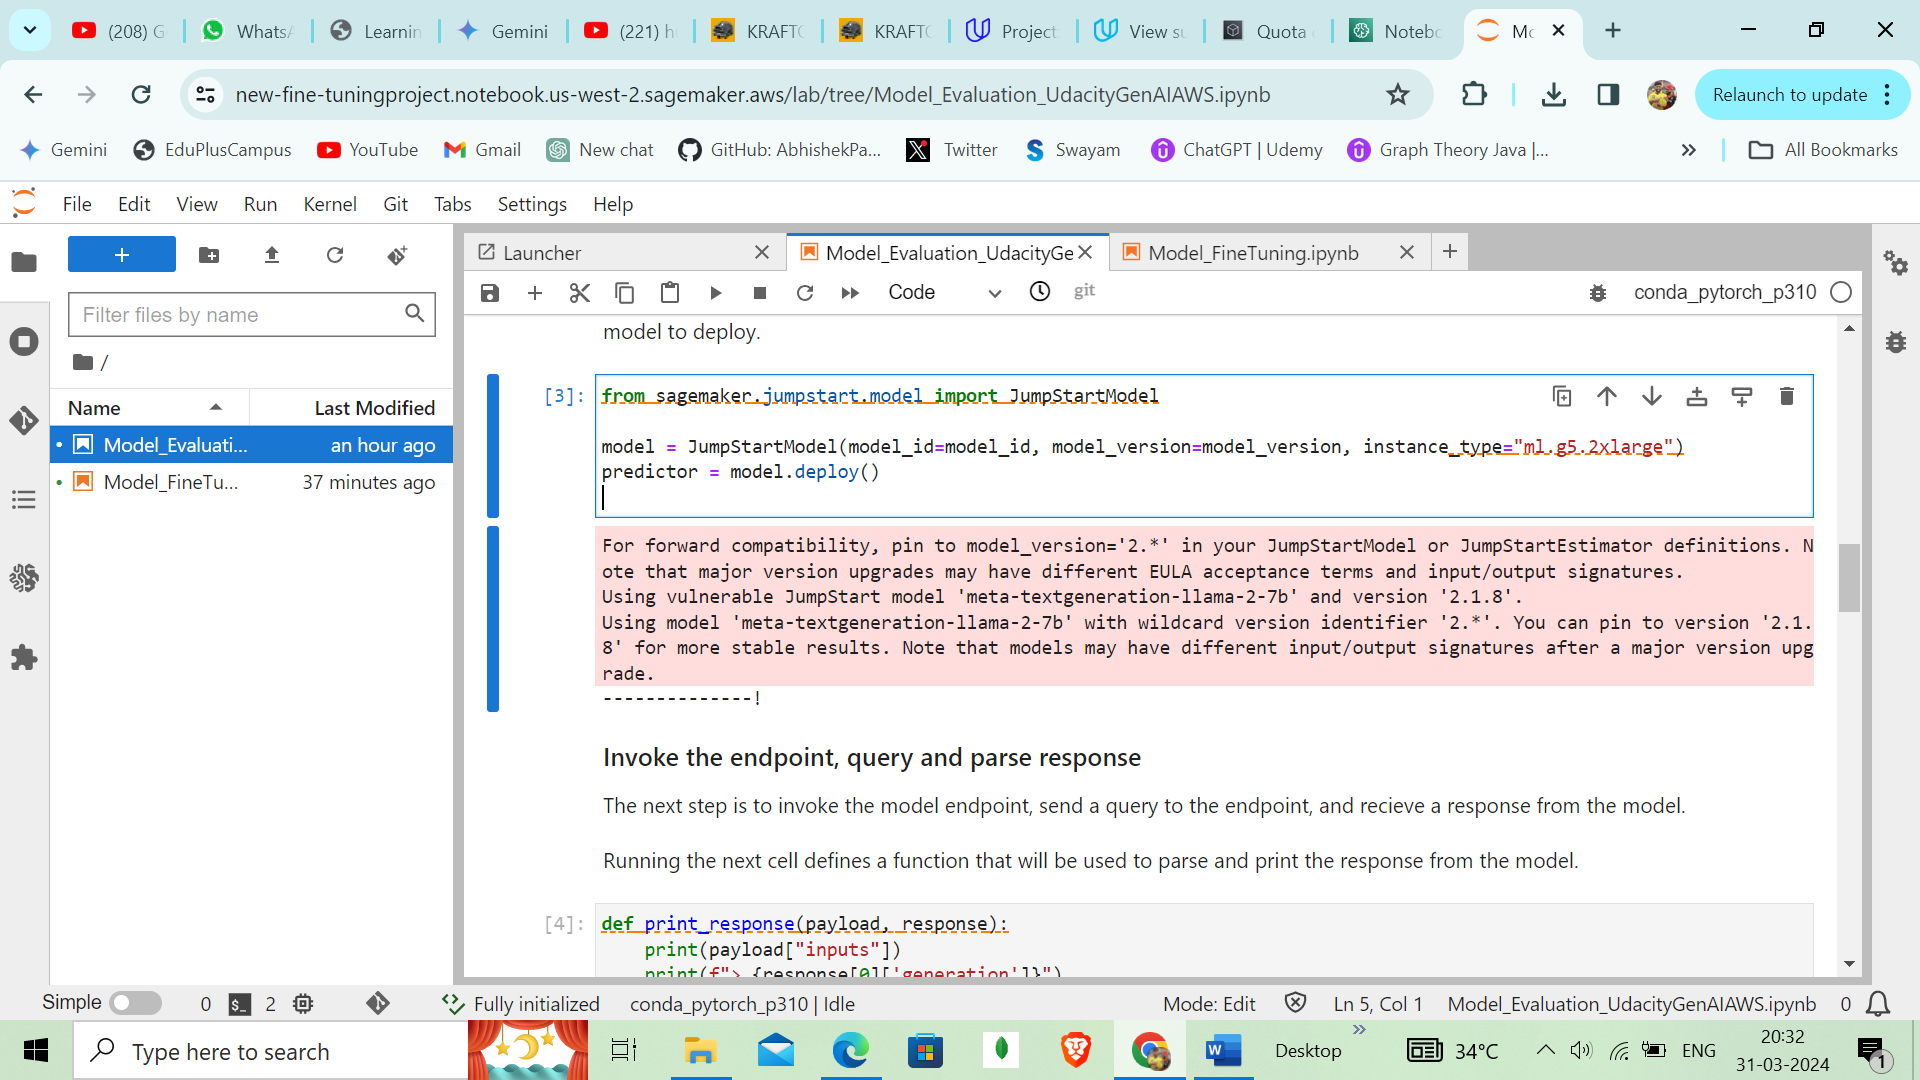 (208) G
WhatsA
Learnin
Gemini
(221) h
KRAFTO
KRAFTO
Project
View su
Quota
Notebo
Mo
new-fine-tuningproject.notebook.us-west-2.sagemaker.aws/lab/tree/Model_Evaluation_UdacityGenAIAWS.ipynb
Relaunch to update
Gemini
EduPlusCampus
YouTube
Gmail
New chat
GitHub: AbhishekPa...
Twitter
Swayam
ChatGPT | Udemy
Graph Theory Java |...
»
All Bookmarks
File Edit View Run Kernel Git Tabs Settings Help
Launcher
Model_Evaluation_UdacityGe
Model_FineTuning.ipynb
Code
git
conda_pytorch_p310
Filter files by name
/
Name
Last Modified
Model_Evaluati...
an hour ago
Model_FineTu...
37 minutes ago
model to deploy.
[3]:
from sagemaker.jumpstart.model import JumpStartModel
model = JumpStartModel(model_id=model_id, model_version=model_version, instance_type="ml.g5.2xlarge")
predictor = model.deploy()
For forward compatibility, pin to model_version='2.*' in your JumpStartModel or JumpStartEstimator definitions. N
ote that major version upgrades may have different EULA acceptance terms and input/output signatures.
Using vulnerable JumpStart model 'meta-textgeneration-llama-2-7b' and version '2.1.8'.
Using model 'meta-textgeneration-llama-2-7b' with wildcard version identifier '2.*'. You can pin to version '2.1.
8' for more stable results. Note that models may have different input/output signatures after a major version upg
rade.
--------------!
Invoke the endpoint, query and parse response
The next step is to invoke the model endpoint, send a query to the endpoint, and recieve a response from the model.
Running the next cell defines a function that will be used to parse and print the response from the model.
[4]:
def print_response(payload, response):
print(payload["inputs"])
print(f"> {response[0]['generation']}")
Simple
0
2
Fully initialized
conda_pytorch_p310 | Idle
Mode: Edit
Ln 5, Col 1
Model_Evaluation_UdacityGenAIAWS.ipynb
0
Type here to search
Desktop
»
34°C
ENG
20:32
31-03-2024
1